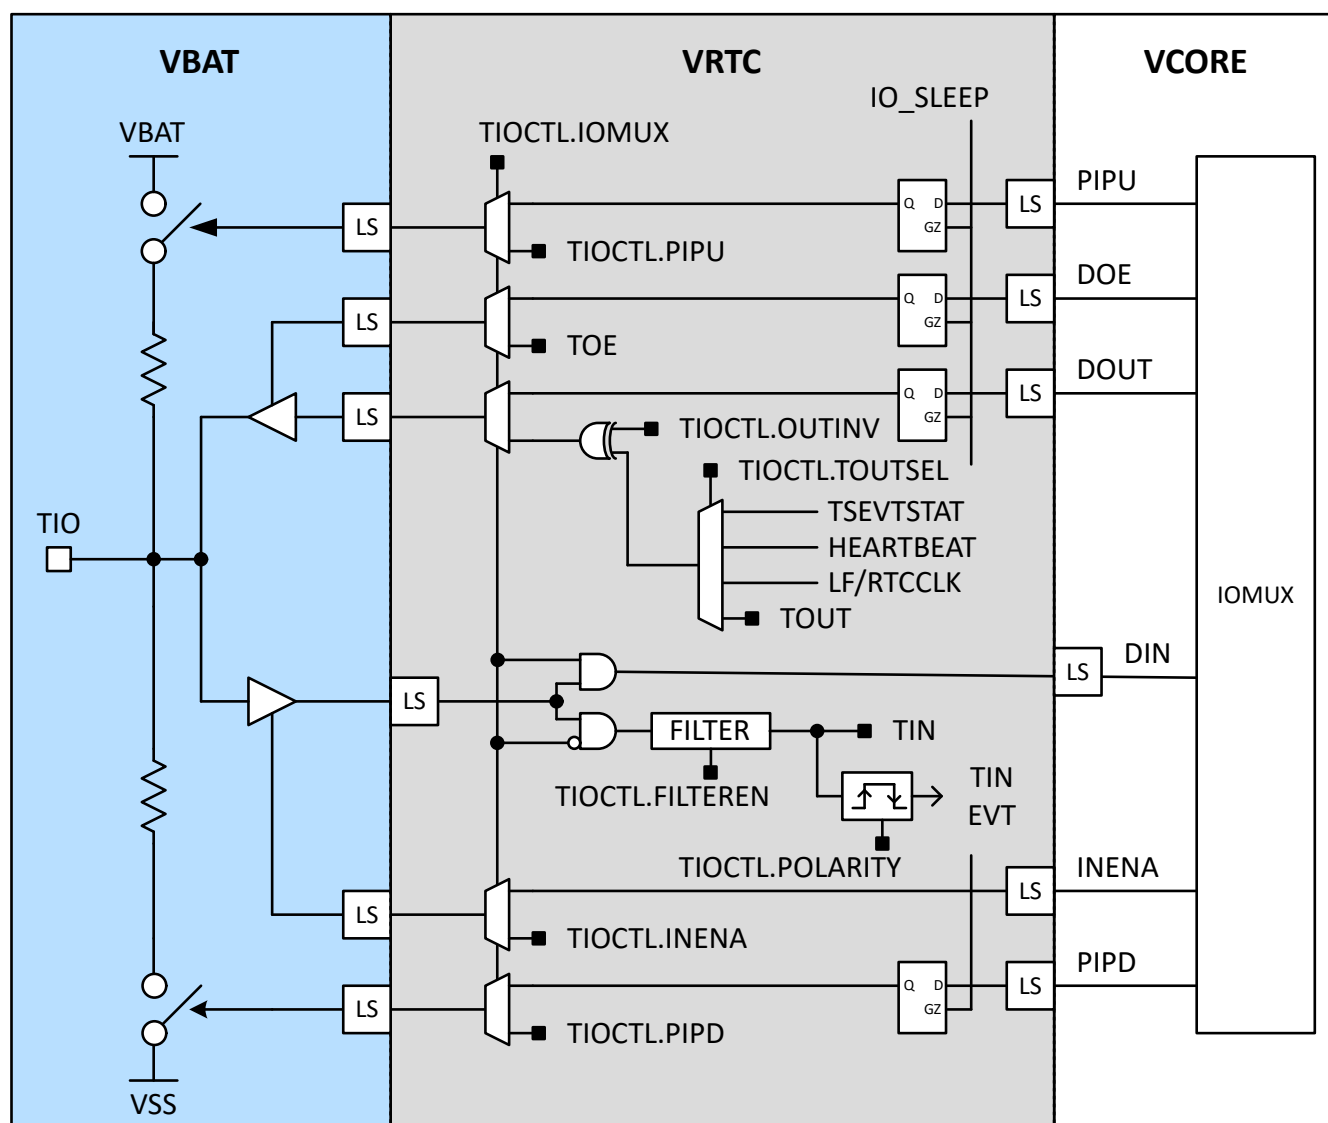 VBAT
VRTC
VCORE
IO_SLEEP
VBAT
TIOCTL.IOMUX
PIPU
LS
LS
Q
D
GZ
TIOCTL.PIPU
DOE
LS
LS
Q
D
GZ
TOE
DOUT
LS
LS
Q
D
GZ
TIOCTL.OUTINV
TIOCTL.TOUTSEL
TSEVTSTAT
TIO
HEARTBEAT
LF/RTCCLK
IOMUX
TOUT
DIN
LS
LS
FILTER
TIN
TIOCTL.FILTEREN
TIN
EVT
TIOCTL.POLARITY
INENA
LS
LS
TIOCTL.INENA
PIPD
LS
LS
Q
D
GZ
TIOCTL.PIPD
VSS